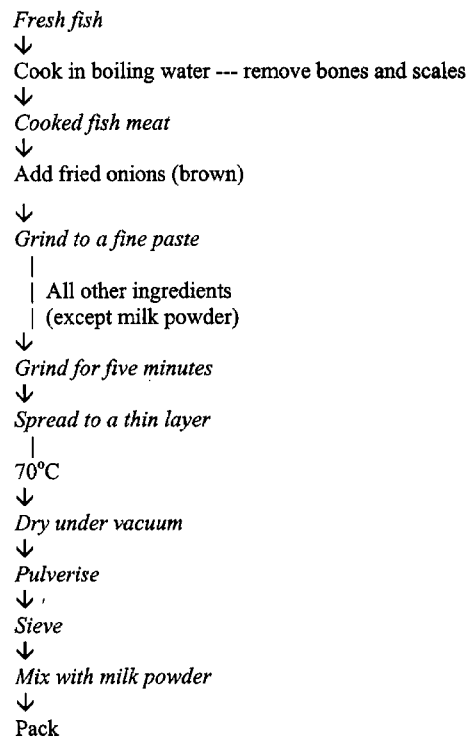 Fresh fish
↓
Cook in boiling water --- remove bones and scales
↓
Cooked fish meat
↓
Add fried onions (brown)
↓
Grind to a fine paste
|
| All other ingredients
| (except milk powder)
↓
Grind for five minutes
↓
Spread to a thin layer
|
70°C
↓
Dry under vacuum
↓
Pulverise
↓
Sieve
↓
Mix with milk powder
↓
Pack